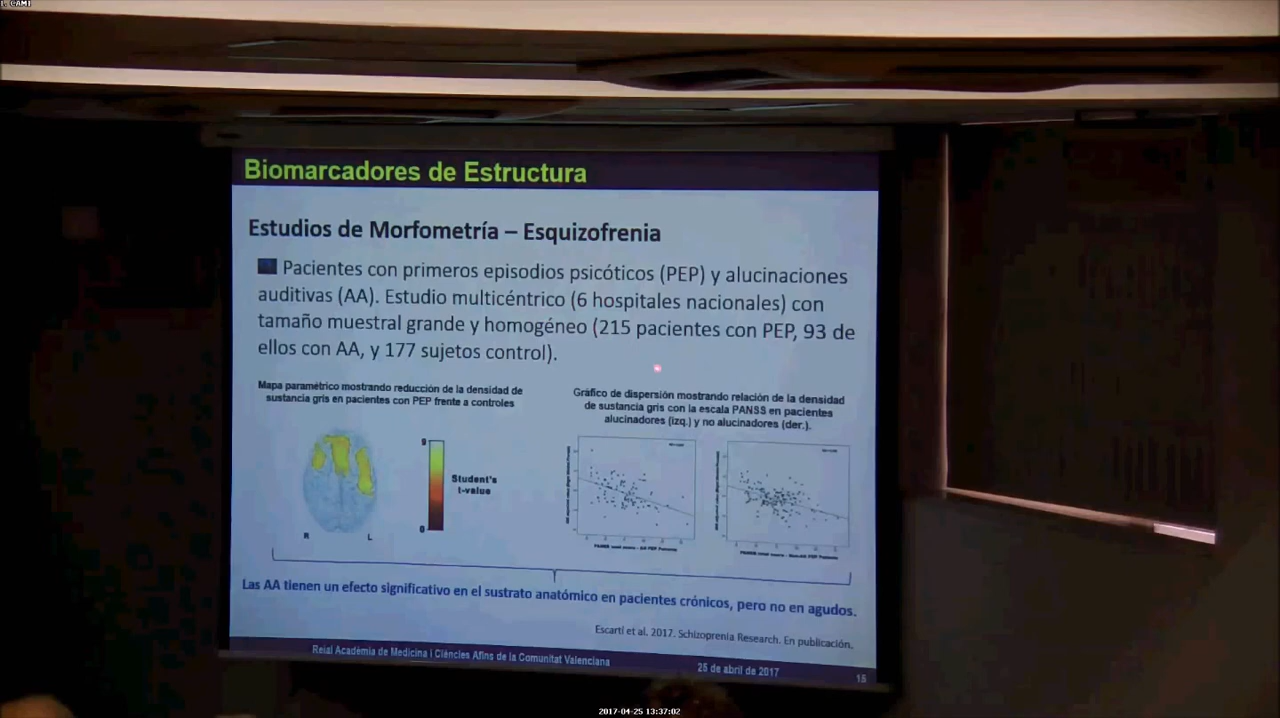 Biomarcadores de Estructura
Estudios de Morfometría – Esquizofrenia
Pacientes con primeros episodios psicóticos (PEP) y alucinaciones
auditivas (AA). Estudio multicéntrico (6 hospitales nacionales) con
tamaño muestral grande y homogéneo (215 pacientes con PEP, 93 de
ellos con AA, y 177 sujetos control).
Mapa paramétrico mostrando reducción de la densidad de
sustancia gris en pacientes con PEP frente a controles
Gráfico de dispersión mostrando relación de la densidad
de sustancia gris con la escala PANSS en pacientes
alucinadores (izq.) y no alucinadores (der.).
9
Student's
t-value
0
R
L
Las AA tienen un efecto significativo en el sustrato anatómico en pacientes crónicos, pero no en agudos.
Escartí et al. 2017. Schizoprenia Research. En publicación.
Reial Acadèmia de Medicina i Ciències Afins de la Comunitat Valenciana
25 de abril de 2017
15
2017-04-25 13:37:02